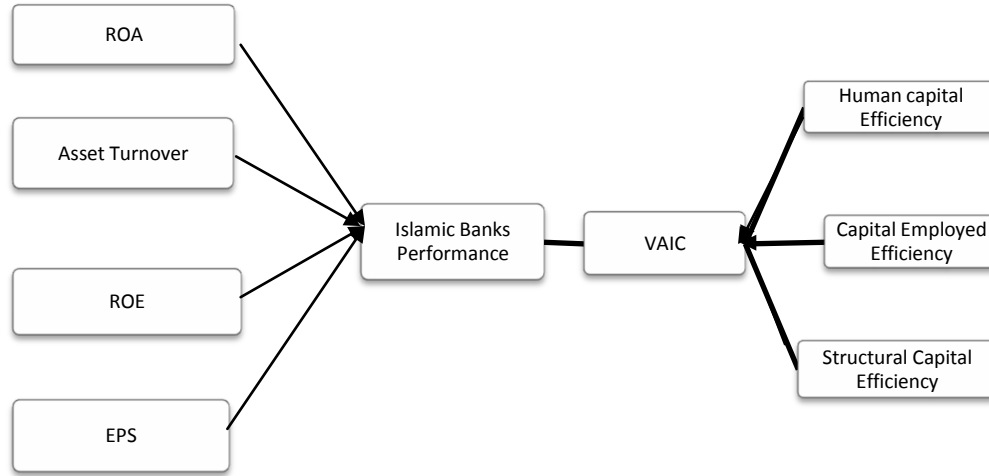 ROA
Asset Turnover
ROE
EPS
Islamic Banks
Performance
VAIC
Human capital
Efficiency
Capital Employed
Efficiency
Structural Capital
Efficiency